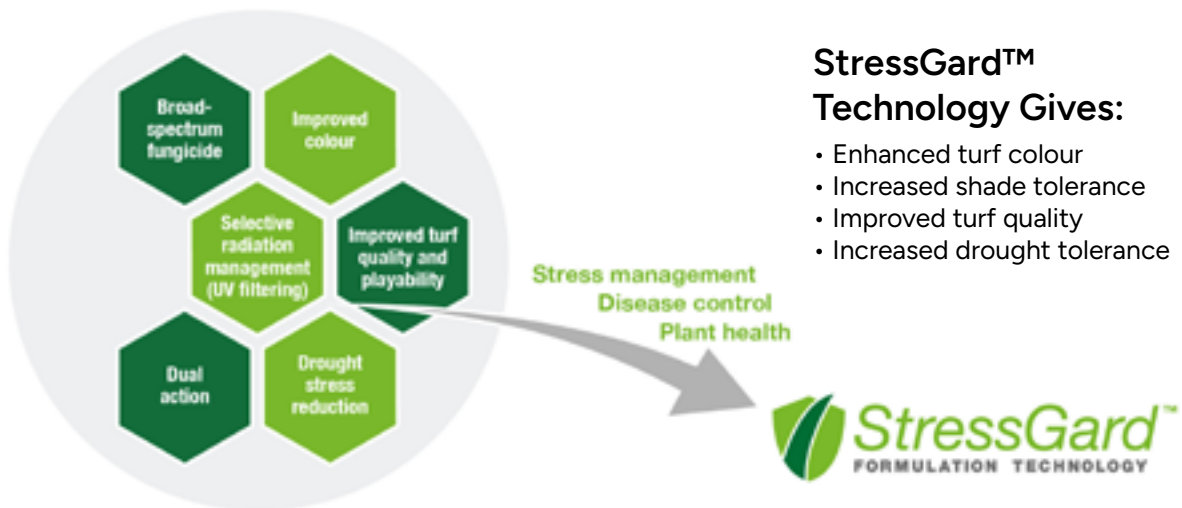 Broad-
spectrum
fungicide
Improved
colour
Selective
radiation
management
(UV filtering)
Improved turf
quality and
playability
Dual
action
Drought
stress
reduction
Stress management
Disease control
Plant health
StressGard™
Technology Gives:
• Enhanced turf colour
• Increased shade tolerance
• Improved turf quality
• Increased drought tolerance
StressGard™
FORMULATION TECHNOLOGY